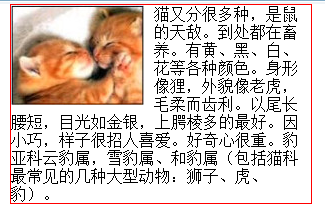 猫又分很多种，是鼠
的天敌。到处都在畜
养。有黄、黑、白、
花等各种颜色。身形
像狸，外貌像老虎，
毛柔而齿利。以尾长
腰短，目光如金银，上腭棱多的最好。因
小巧，样子很招人喜爱。好奇心很重。豹
亚科云豹属，雪豹属、和豹属（包括猫科
最常见的几种大型动物：狮子、虎、
豹）。